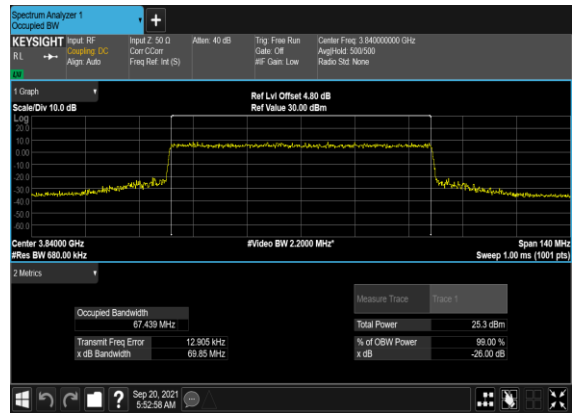 Spectrum Analyzer 1
Occupied BW
KEYSIGHT Input: RF Input Z: 50 Ω Atten: 40 dB Trig: Free Run Center Freq: 3.840000000 GHz
R L Coupling: DC Corr CCorr Gate: Off Avg|Hold: 500/500
Align: Auto Freq Ref: Int (S) #IF Gain: Low Radio Std: None
1 Graph
Ref Lvl Offset 4.80 dB
Scale/Div 10.0 dB Ref Value 30.00 dBm
Log
20.0
10.0
0.00
-10.0
-20.0
-30.0
-40.0
-50.0
-60.0
Center 3.84000 GHz #Video BW 2.2000 MHz* Span 140 MHz
#Res BW 680.00 kHz Sweep 1.00 ms (1001 pts)
2 Metrics
Measure Trace Trace 1
Occupied Bandwidth
67.439 MHz Total Power 25.3 dBm
Transmit Freq Error 12.905 kHz % of OBW Power 99.00 %
x dB Bandwidth 69.85 MHz x dB -26.00 dB
Sep 20, 2021
5:52:58 AM